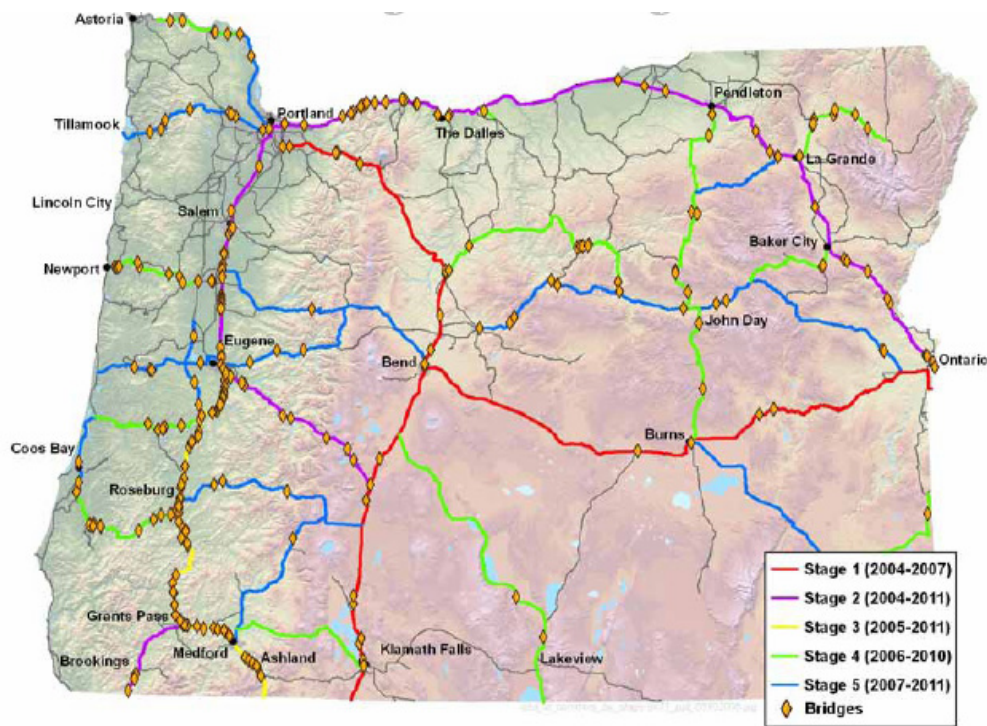 Astoria
Portland
Tillamook
Pendleton
The Dalles
La Grande
Lincoln City
Salem
Baker City
Newport
John Day
Eugene
Bend
Ontario
Burns
Coos Bay
Roseburg
Grants Pass
Medford
Ashland
Klamath Falls
Lakeview
Brookings
Stage 1 (2004-2007)
Stage 2 (2004-2011)
Stage 3 (2005-2011)
Stage 4 (2006-2010)
Stage 5 (2007-2011)
Bridges